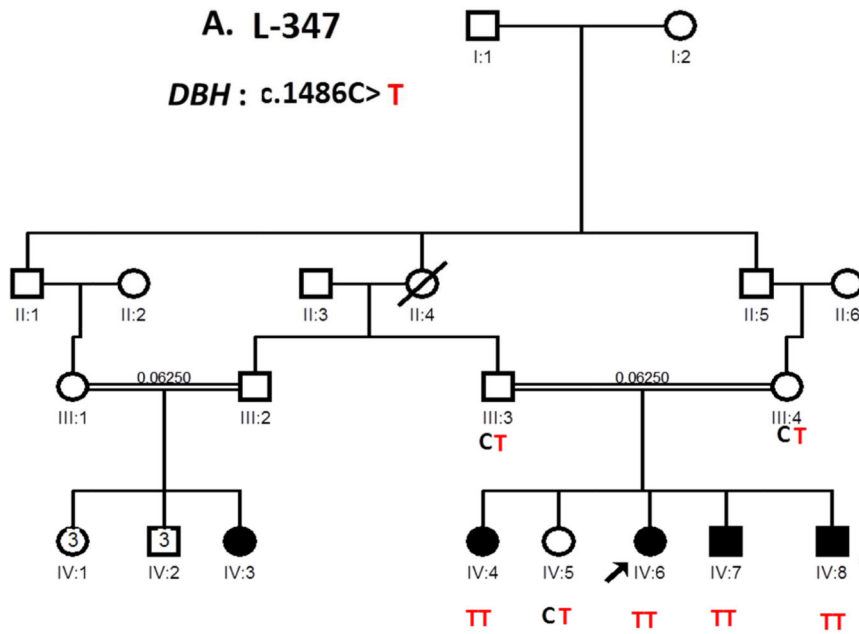 A. L-347
I:1 I:2
DBH : c.1486C> T
II:1 II:2 II:3 II:4 II:5 II:6
0.06250 0.06250
III:1 III:2 III:3 III:4
CT CT
3 3
IV:1 IV:2 IV:3 IV:4 IV:5 IV:6 IV:7 IV:8
TT CT TT TT TT